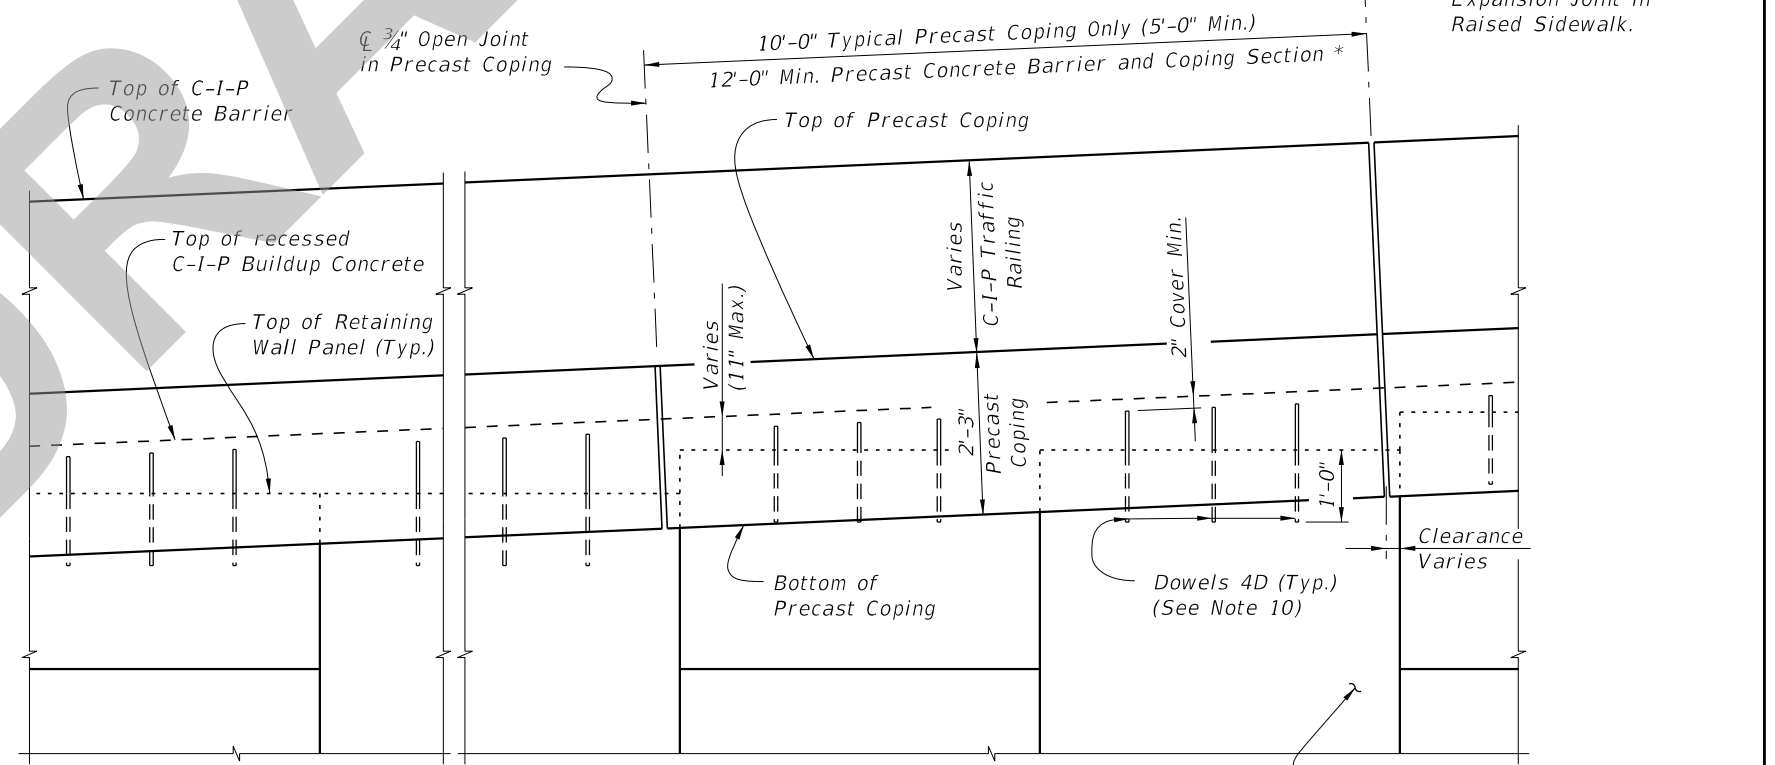 Expansion Joint in
Raised Sidewalk.
℄ ¾" Open Joint
in Precast Coping
10'-0" Typical Precast Coping Only (5'-0" Min.)
12'-0" Min. Precast Concrete Barrier and Coping Section *
Top of C-I-P
Concrete Barrier
Top of Precast Coping
Top of recessed
C-I-P Buildup Concrete
Top of Retaining
Wall Panel (Typ.)
Varies
(11" Max.)
Varies
C-I-P Traffic
Railing
2" Cover Min.
2'-3"
Precast
Coping
1'-0"
Clearance
Varies
Bottom of
Precast Coping
Dowels 4D (Typ.)
(See Note 10)